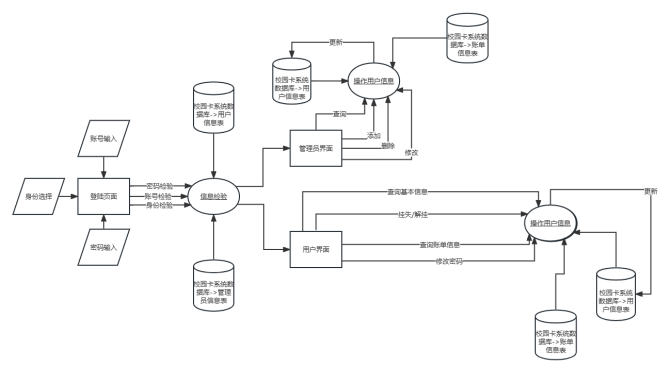 校园卡系统数
据库->账单
信息表
更新
校园卡系统
数据库->用
户信息表
操作用户信息
校园卡系统数
据库->用户
信息表
查询
添加
删除
修改
账号输入
管理员界面
身份选择
登陆页面
密码检验
账号检验
身份检验
信息检验
查询基本信息
更新
挂失/解挂
操作用户信息
密码输入
用户界面
查询账单信息
修改密码
校园卡系统数
据库->管理
员信息表
校园卡系统
数据库->用
户信息表
校园卡系统数
据库->账单
信息表